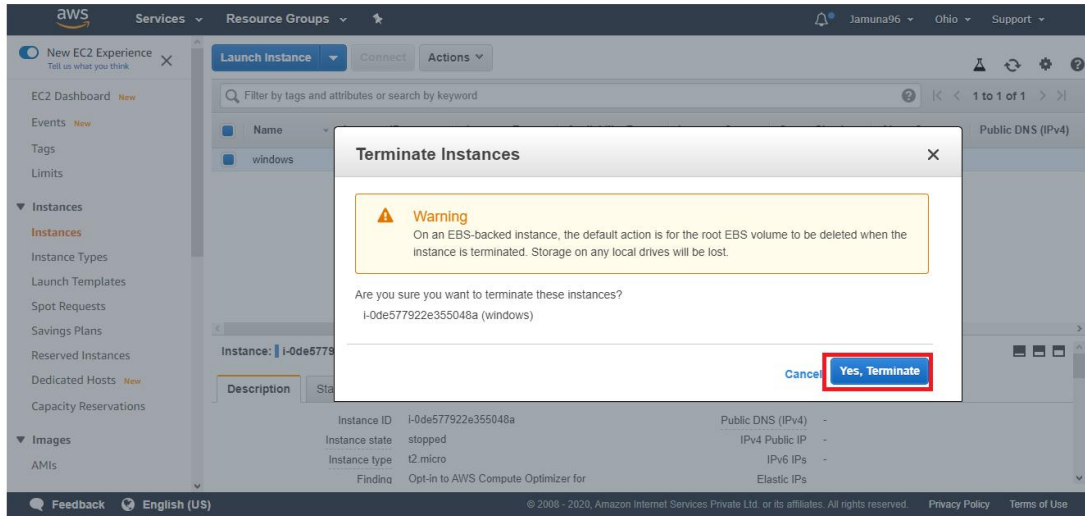 aws Services Resource Groups Jamuna96 Ohio Support
New EC2 Experience
Tell us what you think
Launch Instance Connect Actions
EC2 Dashboard New
Filter by tags and attributes or search by keyword
1 to 1 of 1
Events New
Name
Public DNS (IPv4)
Tags
windows
Limits
Terminate Instances
Warning
On an EBS-backed instance, the default action is for the root EBS volume to be deleted when the
instance is terminated. Storage on any local drives will be lost.
Are you sure you want to terminate these instances?
i-0de577922e355048a (windows)
Cancel Yes, Terminate
Instances
Instances
Instance Types
Launch Templates
Spot Requests
Savings Plans
Reserved Instances
Dedicated Hosts New
Capacity Reservations
Images
AMIs
Instance: i-0de5779
Description Sta
Instance ID i-0de577922e355048a Public DNS (IPv4) -
Instance state stopped IPv4 Public IP -
Instance type t2.micro IPv6 IPs -
Finding Opt-in to AWS Compute Optimizer for Elastic IPs
Feedback English (US) © 2008 - 2020, Amazon Internet Services Private Ltd. or its affiliates. All rights reserved. Privacy Policy Terms of Use